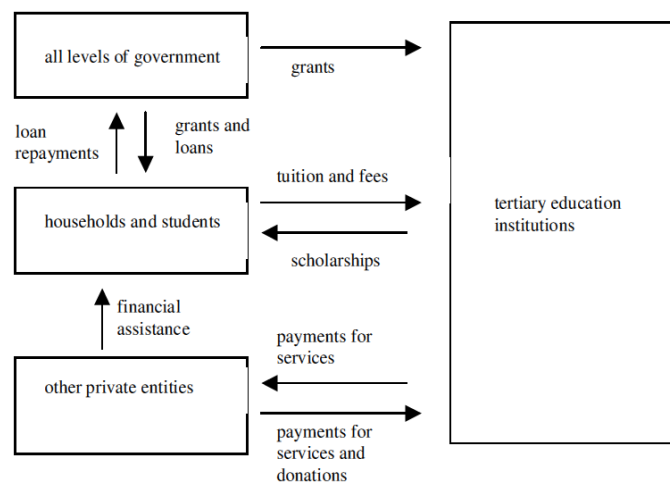 all levels of government
grants
loan
repayments
grants and
loans
tuition and fees
households and students
tertiary education
institutions
scholarships
financial
assistance
payments for
services
other private entities
payments for
services and
donations